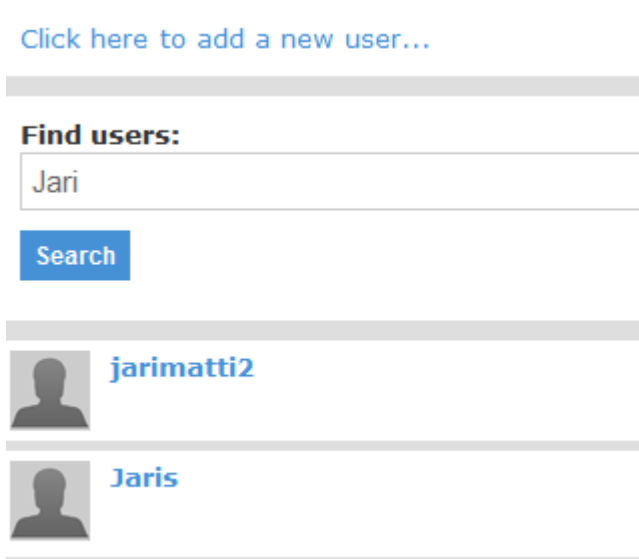 Click here to add a new user...
Find users:
Jari
Search
jarimatti2
Jaris